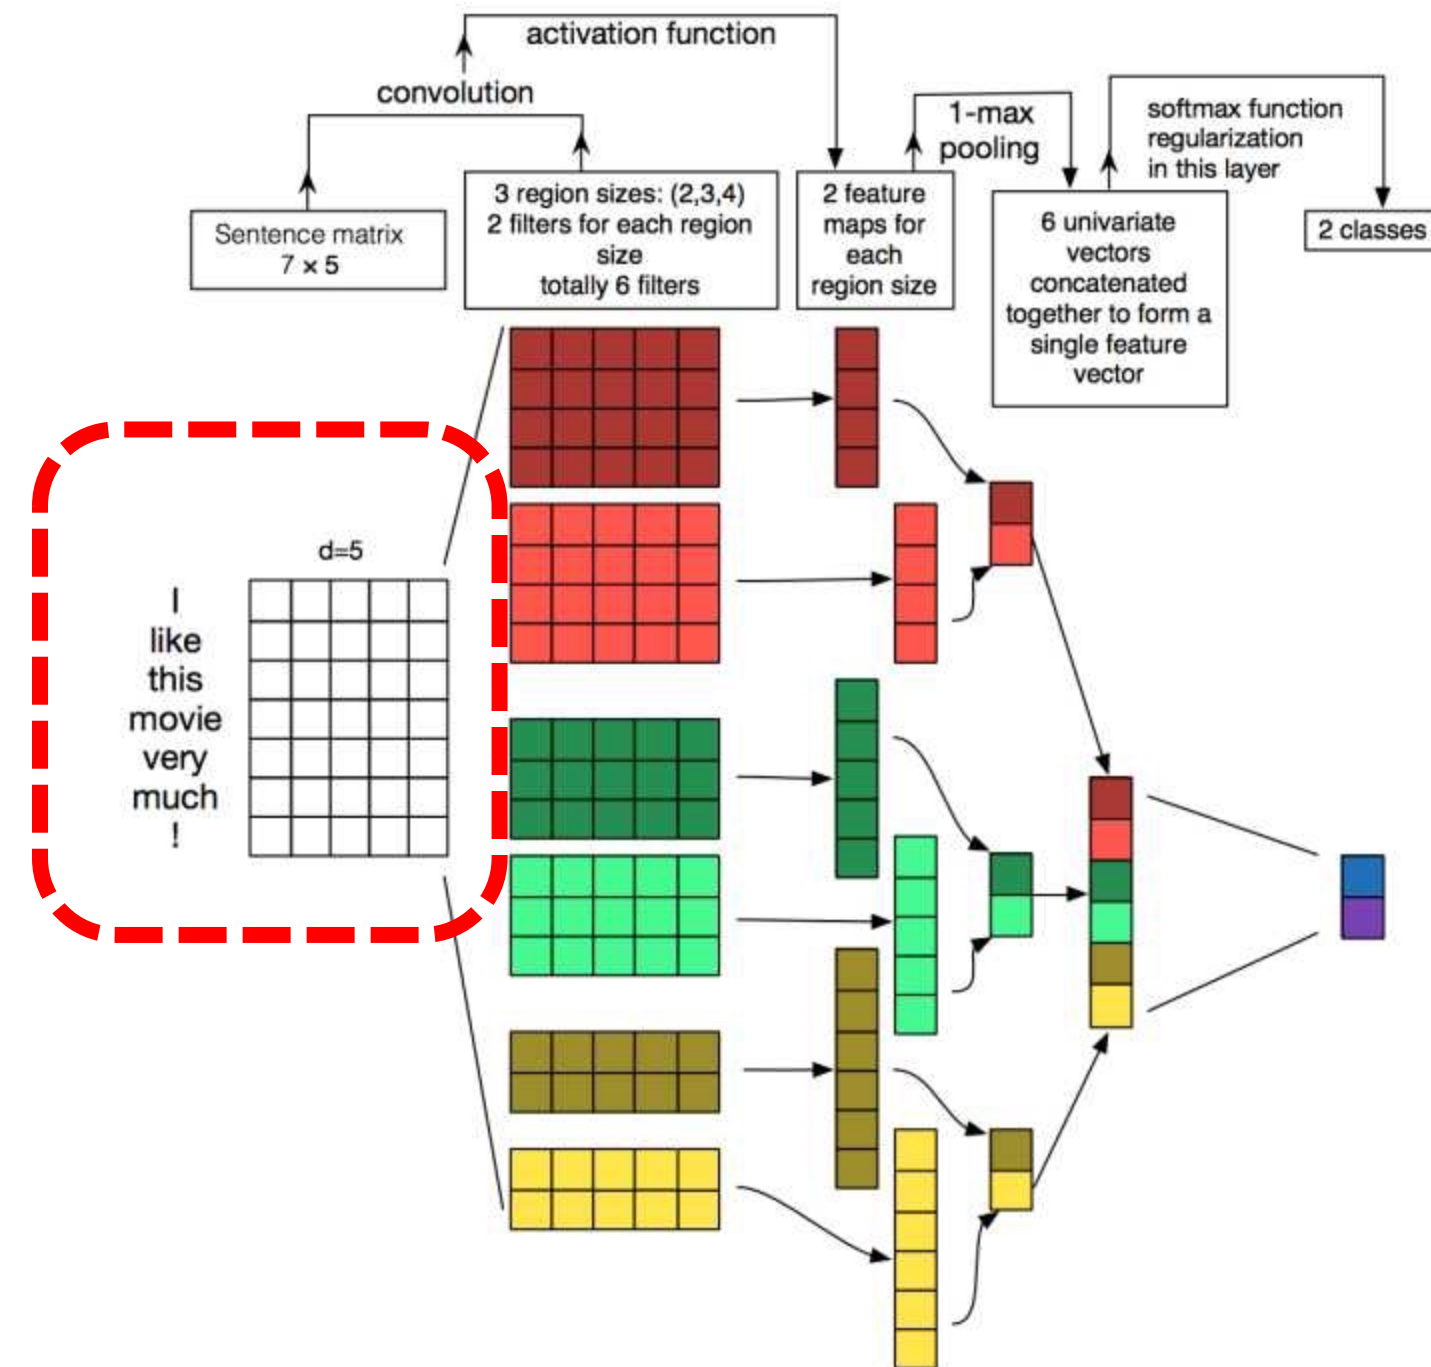 activation function
convolution
1-max
pooling
softmax function
regularization
in this layer
Sentence matrix
7 × 5
3 region sizes: (2,3,4)
2 filters for each region
size
totally 6 filters
2 feature
maps for
each
region size
6 univariate
vectors
concatenated
together to form a
single feature
vector
2 classes
d=5
I
like
this
movie
very
much
!